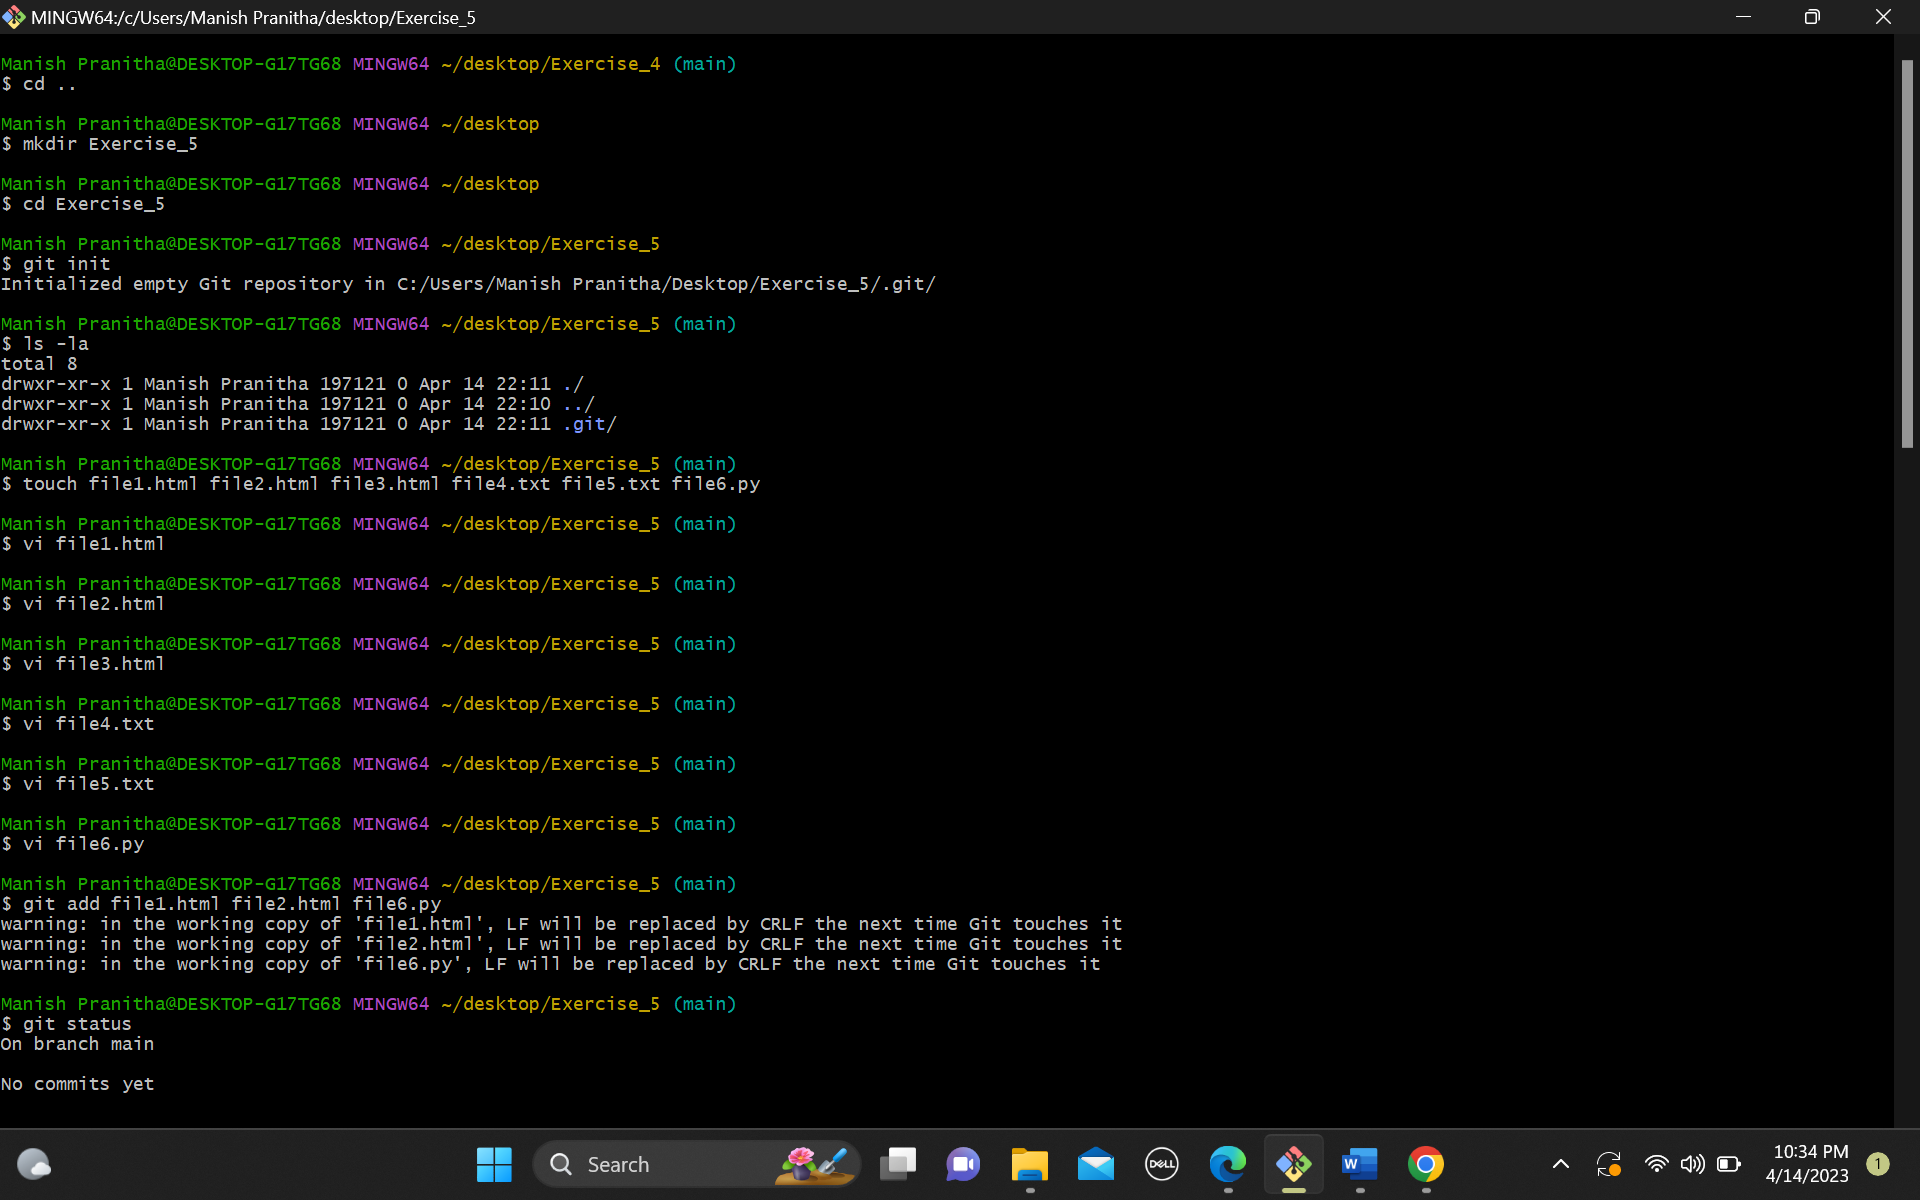 MINGW64:/c/Users/Manish Pranitha/desktop/Exercise_5
Manish Pranitha@DESKTOP-G17TG68 MINGW64 ~/desktop/Exercise_4 (main)
$ cd ..
Manish Pranitha@DESKTOP-G17TG68 MINGW64 ~/desktop
$ mkdir Exercise_5
Manish Pranitha@DESKTOP-G17TG68 MINGW64 ~/desktop
$ cd Exercise_5
Manish Pranitha@DESKTOP-G17TG68 MINGW64 ~/desktop/Exercise_5
$ git init
Initialized empty Git repository in C:/Users/Manish Pranitha/Desktop/Exercise_5/.git/
Manish Pranitha@DESKTOP-G17TG68 MINGW64 ~/desktop/Exercise_5 (main)
$ ls -la
total 8
drwxr-xr-x 1 Manish Pranitha 197121 0 Apr 14 22:11 ./
drwxr-xr-x 1 Manish Pranitha 197121 0 Apr 14 22:10 ../
drwxr-xr-x 1 Manish Pranitha 197121 0 Apr 14 22:11 .git/
Manish Pranitha@DESKTOP-G17TG68 MINGW64 ~/desktop/Exercise_5 (main)
$ touch file1.html file2.html file3.html file4.txt file5.txt file6.py
Manish Pranitha@DESKTOP-G17TG68 MINGW64 ~/desktop/Exercise_5 (main)
$ vi file1.html
Manish Pranitha@DESKTOP-G17TG68 MINGW64 ~/desktop/Exercise_5 (main)
$ vi file2.html
Manish Pranitha@DESKTOP-G17TG68 MINGW64 ~/desktop/Exercise_5 (main)
$ vi file3.html
Manish Pranitha@DESKTOP-G17TG68 MINGW64 ~/desktop/Exercise_5 (main)
$ vi file4.txt
Manish Pranitha@DESKTOP-G17TG68 MINGW64 ~/desktop/Exercise_5 (main)
$ vi file5.txt
Manish Pranitha@DESKTOP-G17TG68 MINGW64 ~/desktop/Exercise_5 (main)
$ vi file6.py
Manish Pranitha@DESKTOP-G17TG68 MINGW64 ~/desktop/Exercise_5 (main)
$ git add file1.html file2.html file6.py
warning: in the working copy of 'file1.html', LF will be replaced by CRLF the next time Git touches it
warning: in the working copy of 'file2.html', LF will be replaced by CRLF the next time Git touches it
warning: in the working copy of 'file6.py', LF will be replaced by CRLF the next time Git touches it
Manish Pranitha@DESKTOP-G17TG68 MINGW64 ~/desktop/Exercise_5 (main)
$ git status
On branch main
No commits yet
Search
DELL
W
10:34 PM
4/14/2023
1